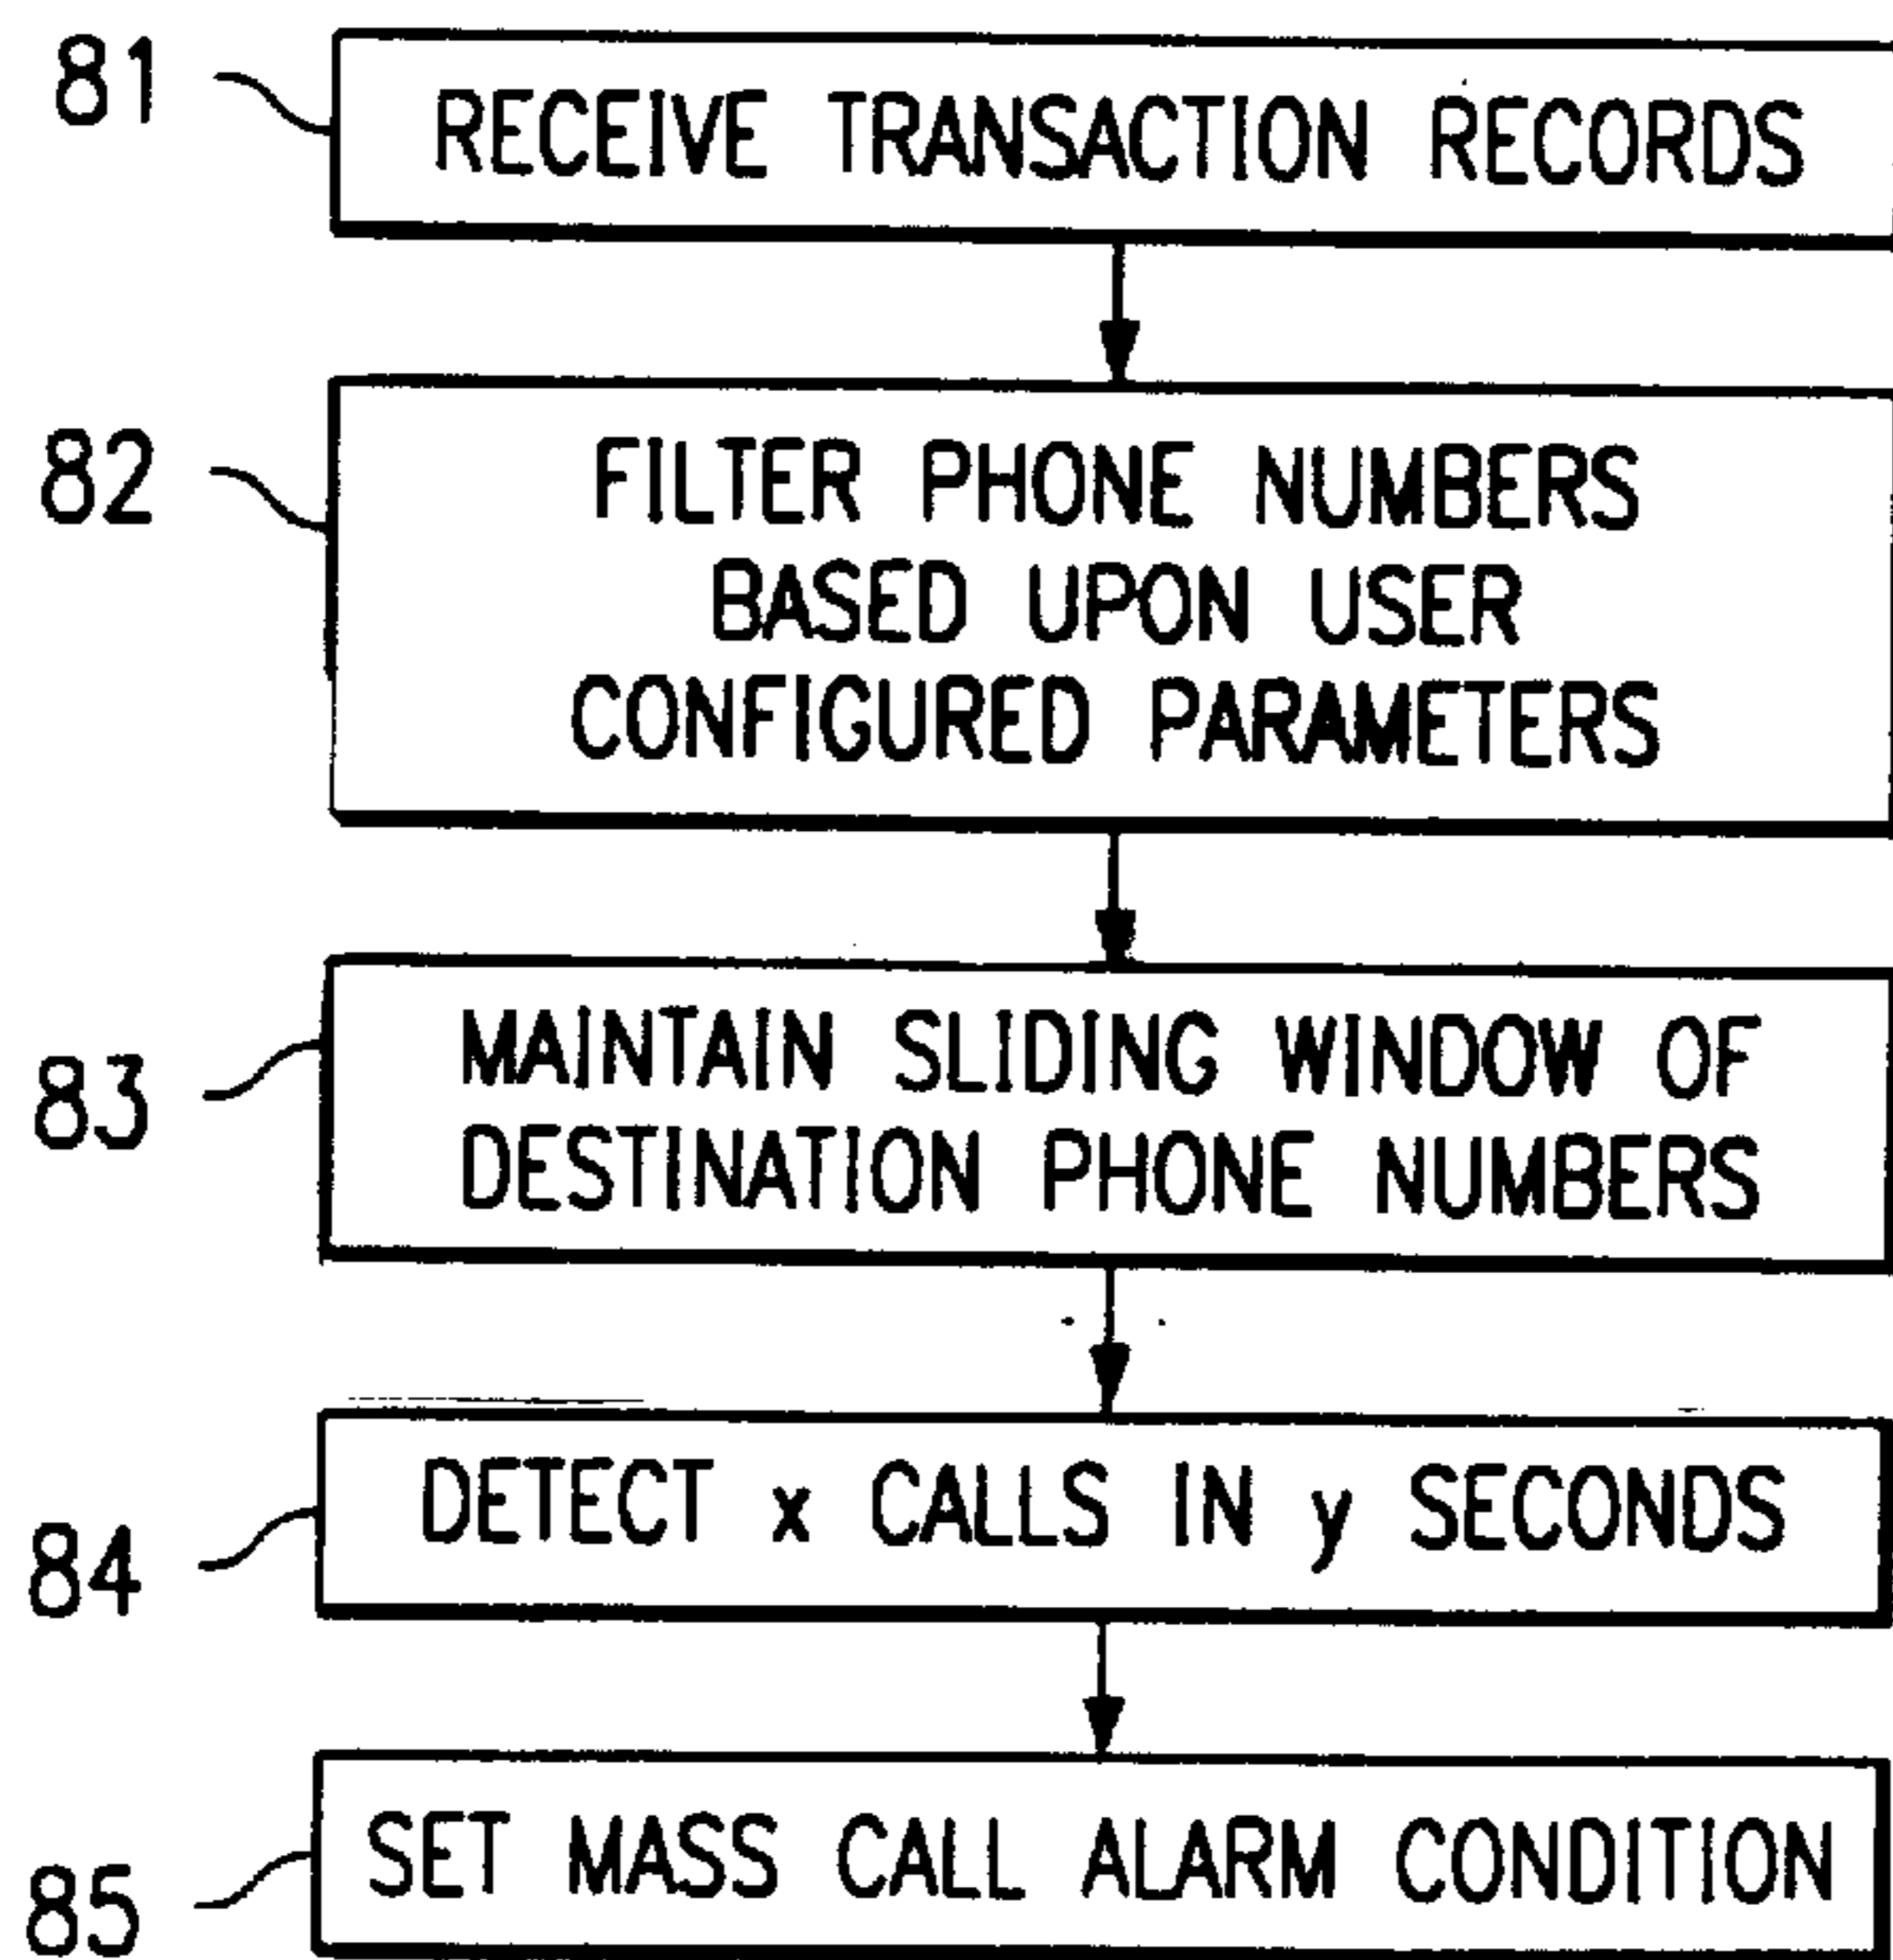 81
RECEIVE TRANSACTION RECORDS
82
FILTER PHONE NUMBERS
BASED UPON USER
CONFIGURED PARAMETERS
83
MAINTAIN SLIDING WINDOW OF
DESTINATION PHONE NUMBERS
84
DETECT x CALLS IN y SECONDS
85
SET MASS CALL ALARM CONDITION